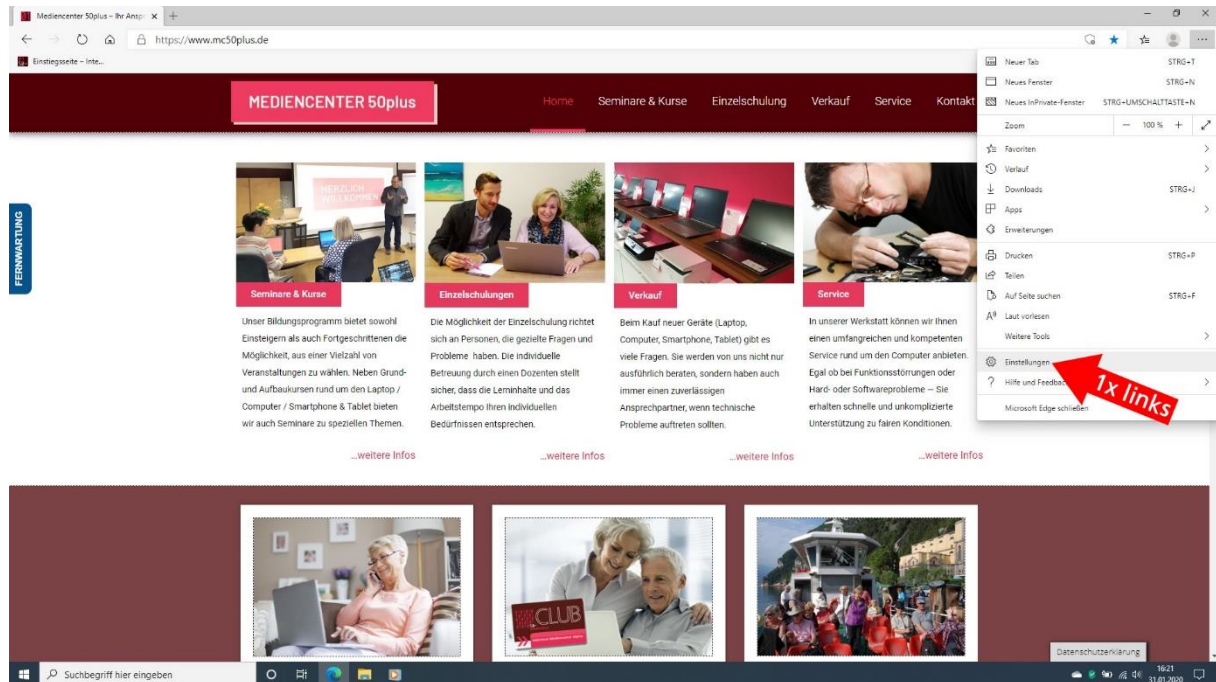 Mediencenter 50plus – Ihr Ansp
https://www.mc50plus.de
Einstiegsseite – Inte...
MEDIENCENTER 50plus
Home Seminare & Kurse Einzelschulung Verkauf Service Kontakt
FERNWARTUNG
HERZLICH
WILLKOMMEN
Seminare & Kurse
Unser Bildungsprogramm bietet sowohl
Einsteigern als auch Fortgeschrittenen die
Möglichkeit, aus einer Vielzahl von
Veranstaltungen zu wählen. Neben Grund-
und Aufbaukursen rund um den Laptop /
Computer / Smartphone & Tablet bieten
wir auch Seminare zu speziellen Themen.
...weitere Infos
Einzelschulungen
Die Möglichkeit der Einzelschulung richtet
sich an Personen, die gezielte Fragen und
Probleme haben. Die individuelle
Betreuung durch einen Dozenten stellt
sicher, dass die Lerninhalte und das
Arbeitstempo Ihren individuellen
Bedürfnissen entsprechen.
...weitere Infos
Verkauf
Beim Kauf neuer Geräte (Laptop,
Computer, Smartphone, Tablet) gibt es
viele Fragen. Sie werden von uns nicht nur
ausführlich beraten, sondern haben auch
immer einen zuverlässigen
Ansprechpartner, wenn technische
Probleme auftreten sollten.
...weitere Infos
Service
In unserer Werkstatt können wir Ihnen
einen umfangreichen und kompetenten
Service rund um den Computer anbieten.
Egal ob bei Funktionsstörungen oder
Hard- oder Softwareprobleme – Sie
erhalten schnelle und unkomplizierte
Unterstützung zu fairen Konditionen.
...weitere Infos
Neuer Tab STRG+T
Neues Fenster STRG+N
Neues InPrivate-Fenster STRG+UMSCHALTTASTE+N
Zoom − 100 % +
Favoriten
Verlauf
Downloads STRG+J
Apps
Erweiterungen
Drucken STRG+P
Teilen
Auf Seite suchen STRG+F
Laut vorlesen
Weitere Tools
Einstellungen
Hilfe und Feedbac
Microsoft Edge schließen
1x links
CLUB
Datenschutzerklärung
Suchbegriff hier eingeben
16:21
31.01.2020